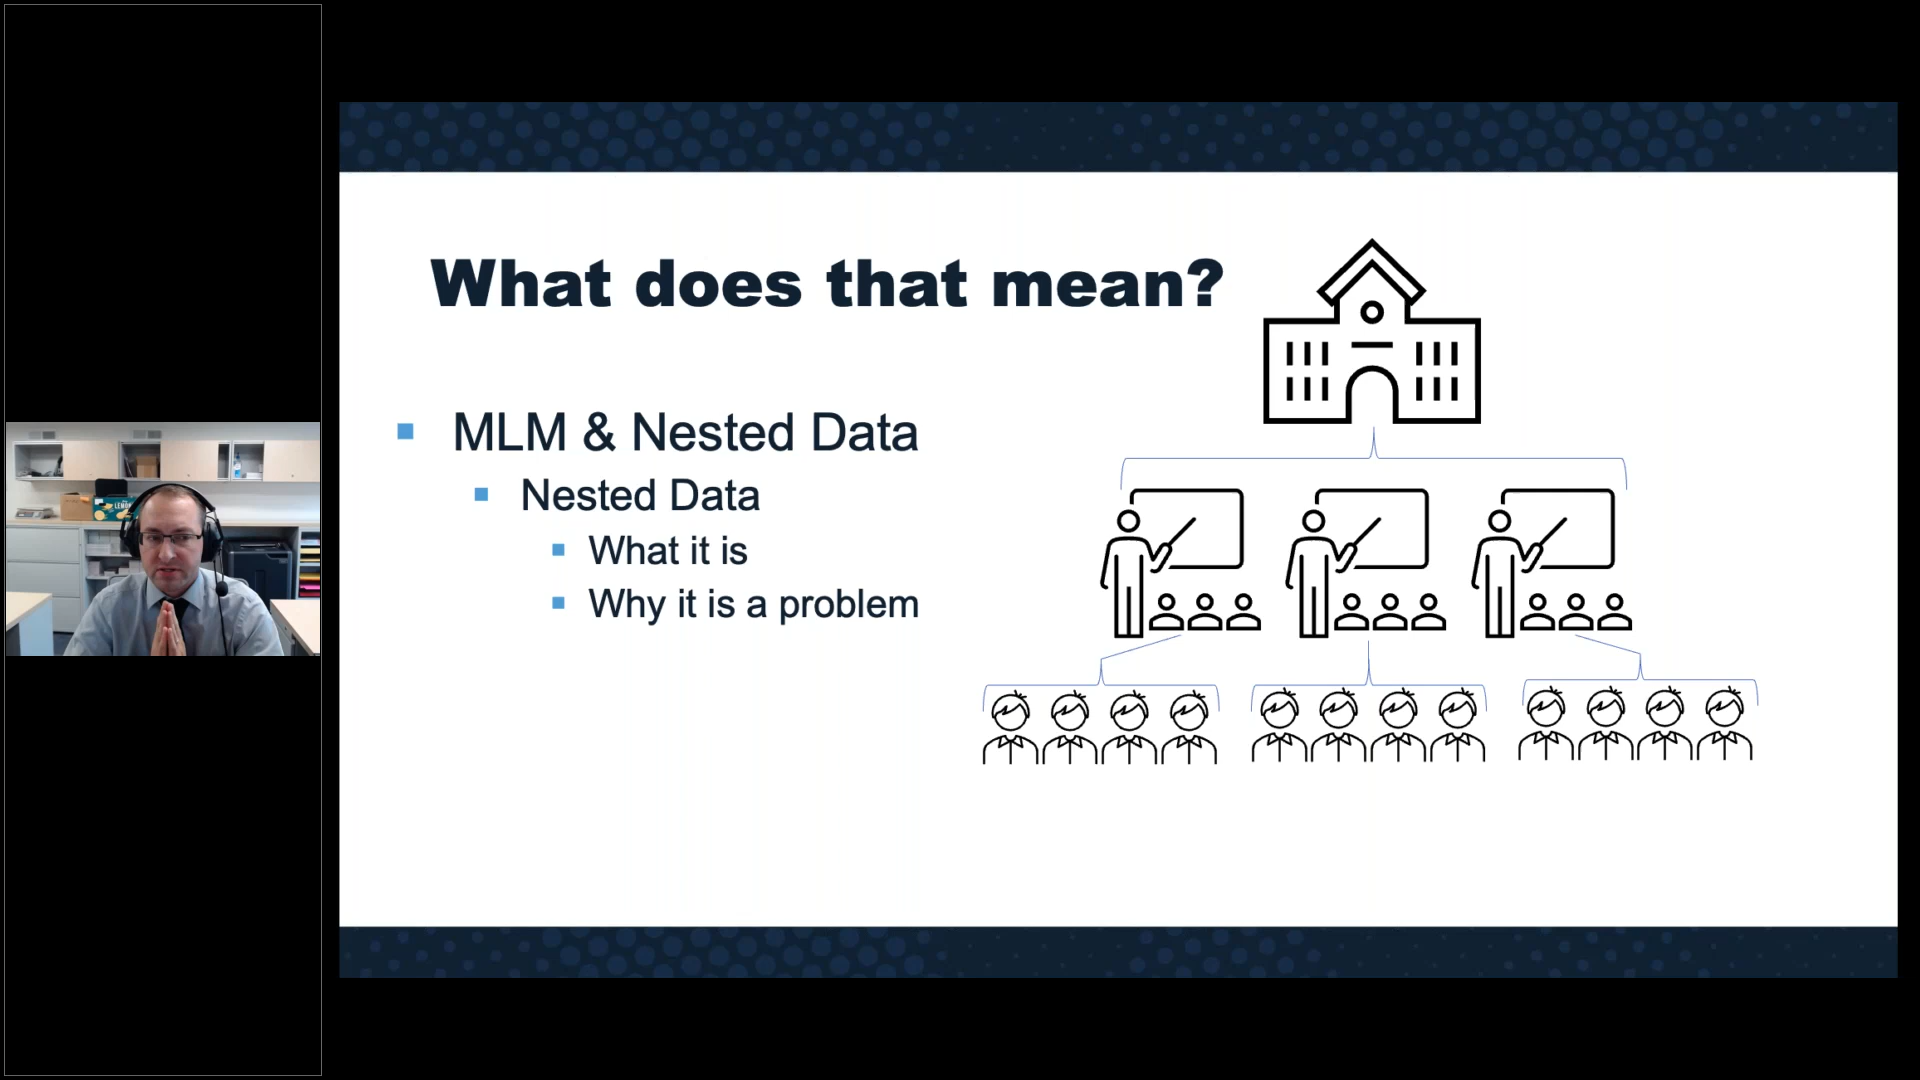 What does that mean?
MLM & Nested Data
Nested Data
What it is
Why it is a problem